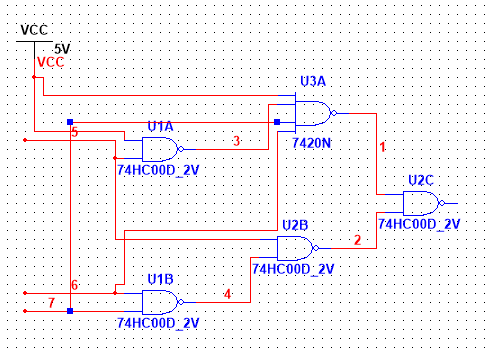 VCC
5V
VCC
U3A
5
U1A
3
7420N
1
74HC00D_2V
U2C
U2B
74HC00D_2V
2
74HC00D_2V
6
7
U1B
4
74HC00D_2V